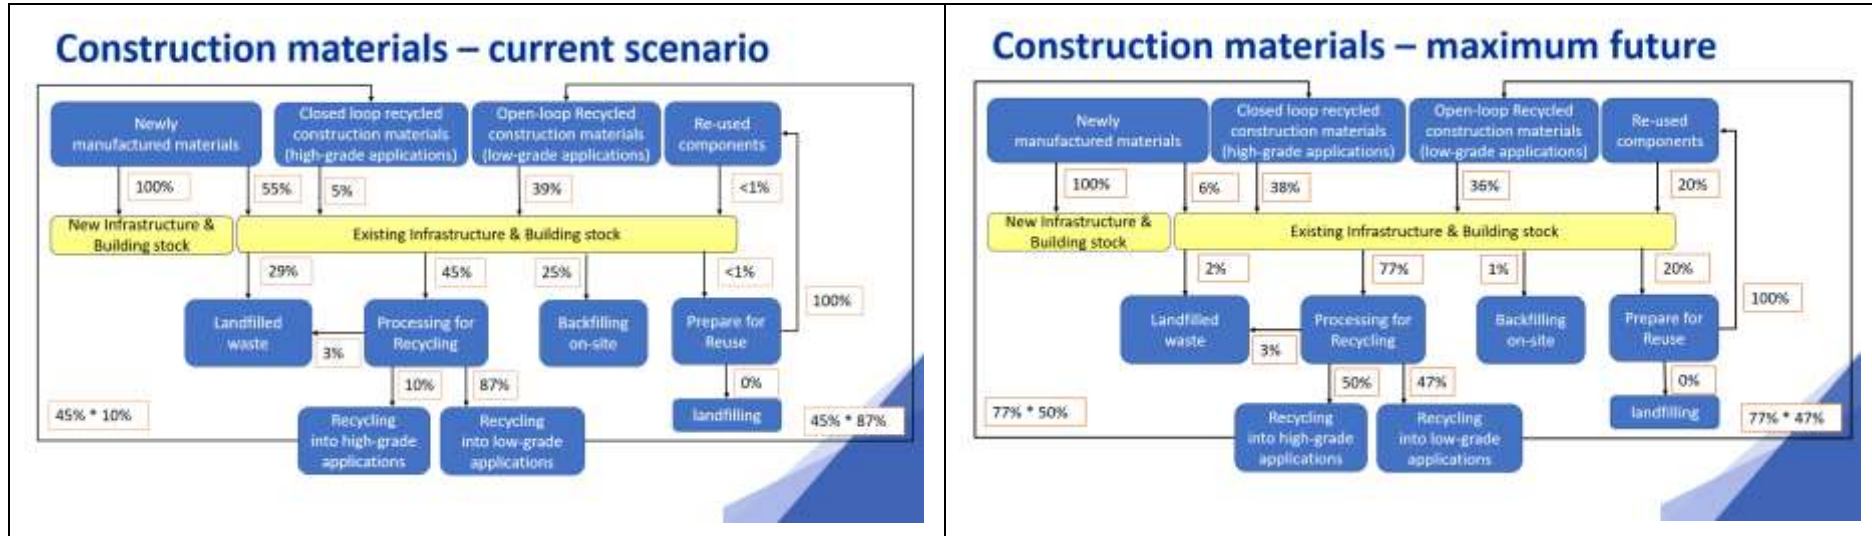 Construction materials – current scenario
Newly
manufactured materials
Closed loop recycled
construction materials
(high-grade applications)
Open-loop Recycled
construction materials
(low-grade applications)
Re-used
components
100%
55%
5%
39%
<1%
New Infrastructure &
Building stock
Existing Infrastructure & Building stock
29%
45%
25%
<1%
100%
Landfilled
waste
Processing for
Recycling
Backfilling
on-site
Prepare for
Reuse
3%
10%
87%
0%
45% * 10%
Recycling
into high-grade
applications
Recycling
into low-grade
applications
landfilling
45% * 87%
Construction materials – maximum future
Newly
manufactured materials
Closed loop recycled
construction materials
(high-grade applications)
Open-loop Recycled
construction materials
(low-grade applications)
Re-used
components
100%
6%
38%
36%
20%
New Infrastructure &
Building stock
Existing Infrastructure & Building stock
2%
77%
1%
20%
100%
Landfilled
waste
Processing for
Recycling
Backfilling
on-site
Prepare for
Reuse
3%
50%
47%
0%
77% * 50%
Recycling
into high-grade
applications
Recycling
into low-grade
applications
landfilling
77% * 47%